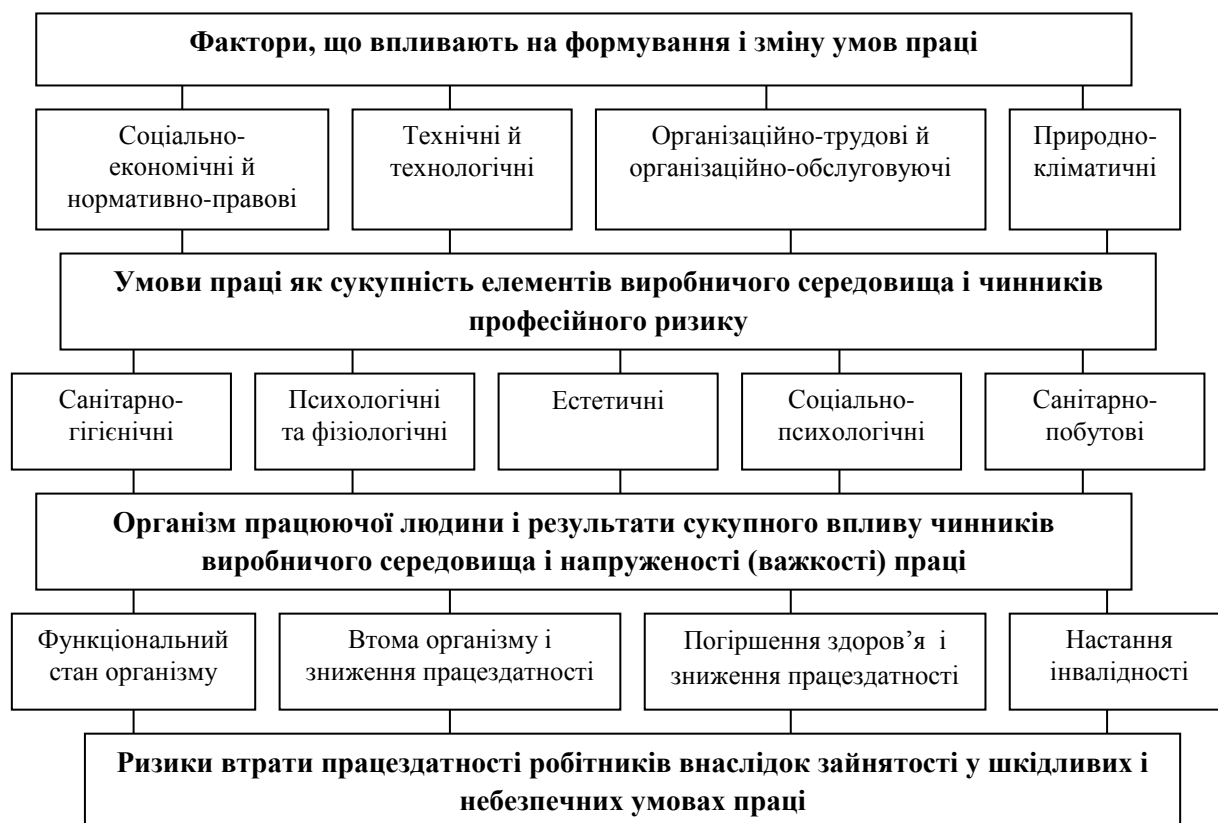 Фактори, що впливають на формування і зміну умов праці
Соціально-
економічні й
нормативно-правові
Технічні й
технологічні
Організаційно-трудові й
організаційно-обслуговуючі
Природно-
кліматичні
Умови праці як сукупність елементів виробничого середовища і чинників
професійного ризику
Санітарно-
гігієнічні
Психологічні
та фізіологічні
Естетичні
Соціально-
психологічні
Санітарно-
побутові
Організм працюючої людини і результати сукупного впливу чинників
виробничого середовища і напруженості (важкості) праці
Функціональний
стан організму
Втома організму і
зниження працездатності
Погіршення здоров’я і
зниження працездатності
Настання
інвалідності
Ризики втрати працездатності робітників внаслідок зайнятості у шкідливих і
небезпечних умовах праці